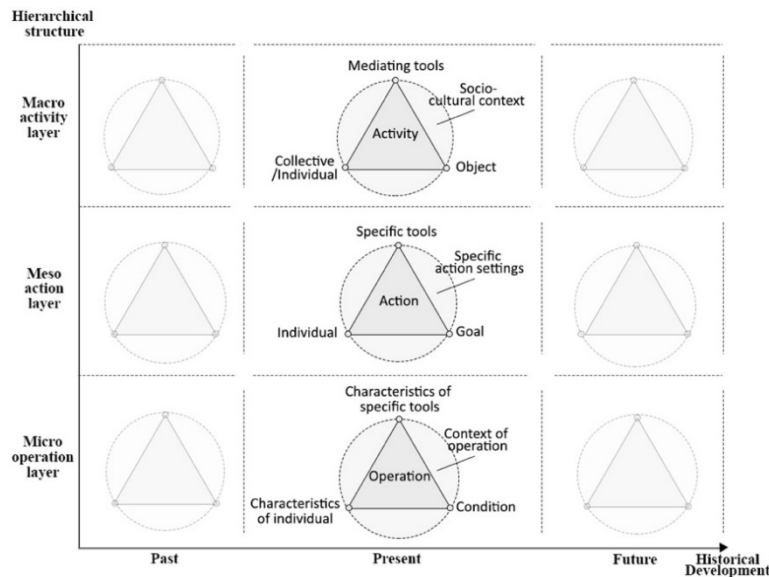 Hierarchical
structure
Mediating tools
Socio-
cultural context
Macro
activity
layer
Activity
Collective
/Individual
Object
Specific tools
Specific
action settings
Meso
action
layer
Action
Individual
Goal
Characteristics of
specific tools
Context of
operation
Micro
operation
layer
Operation
Characteristics
of individual
Condition
Past
Present
Future
Historical
Development